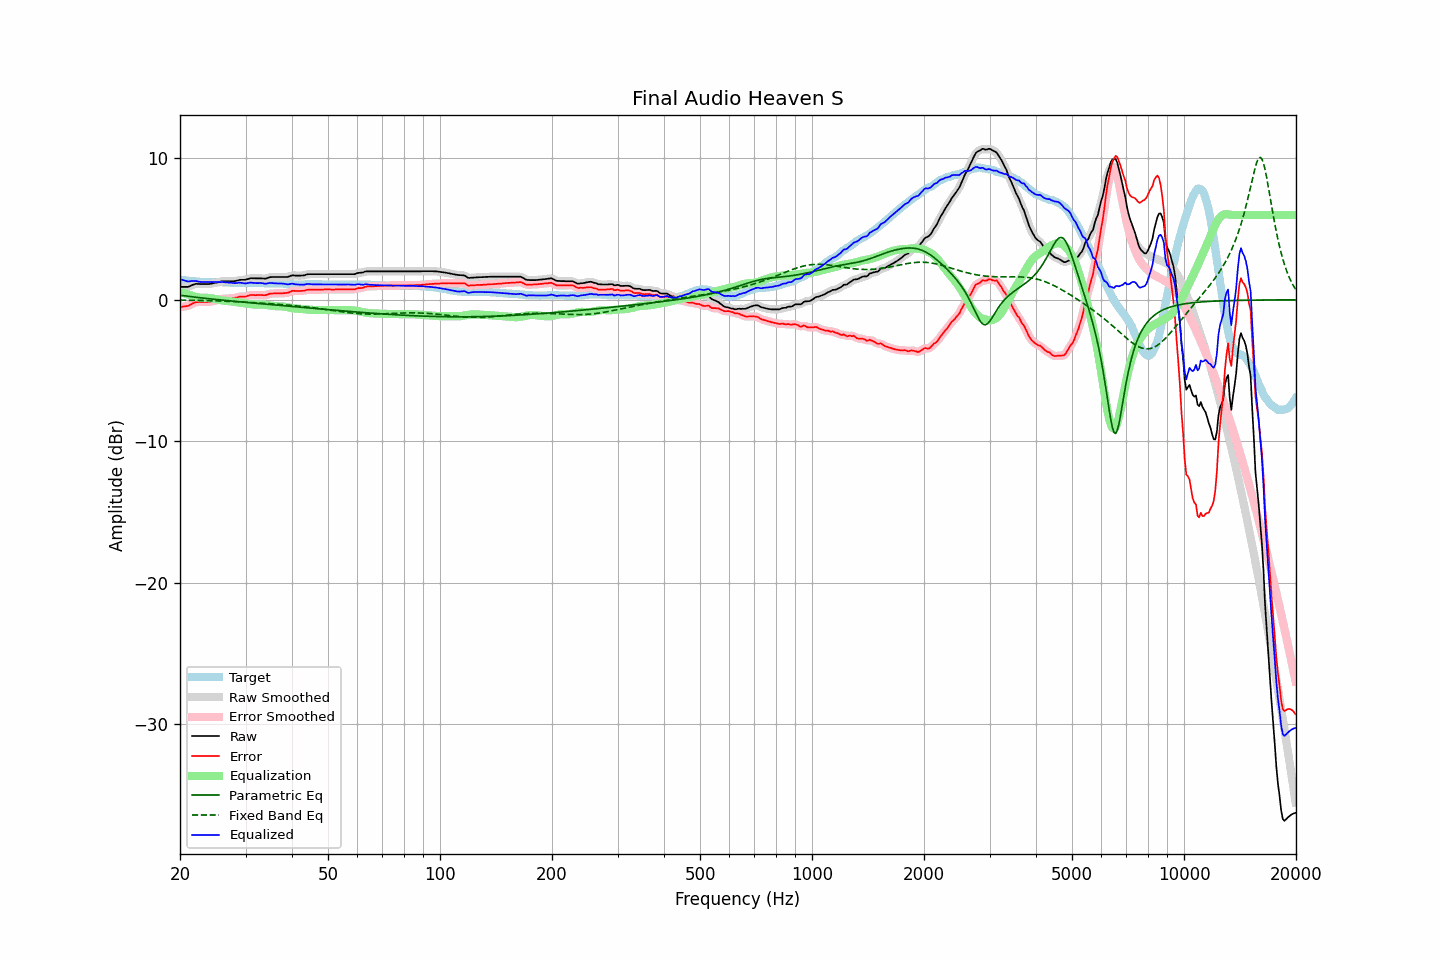 Final Audio Heaven S
Amplitude (dBr)
10
0
−10
−20
−30
Target
Raw Smoothed
Error Smoothed
Raw
Error
Equalization
Parametric Eq
Fixed Band Eq
Equalized
20 50 100 200 500 1000 2000 5000 10000 20000
Frequency (Hz)